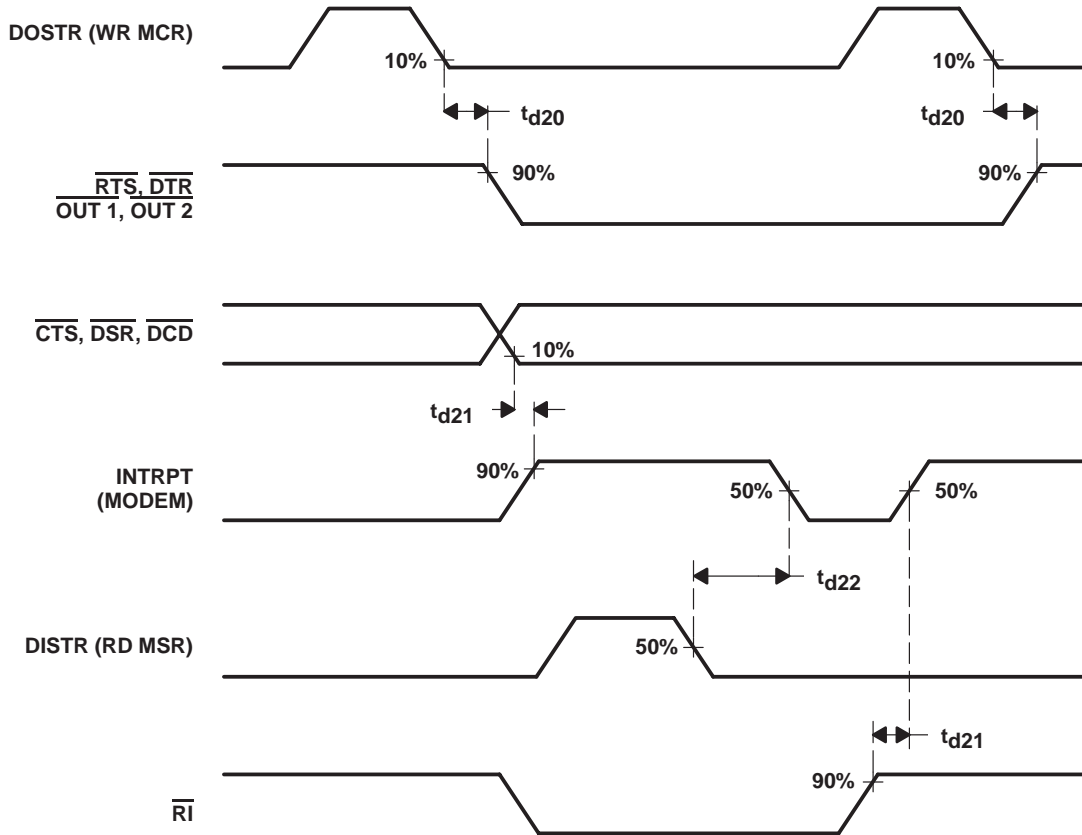 DOSTR (WR MCR)
10%
10%
td20
td20
RTS, DTR
OUT 1, OUT 2
90%
90%
CTS, DSR, DCD
10%
td21
INTRPT
(MODEM)
90%
50%
50%
td22
DISTR (RD MSR)
50%
td21
RI
90%